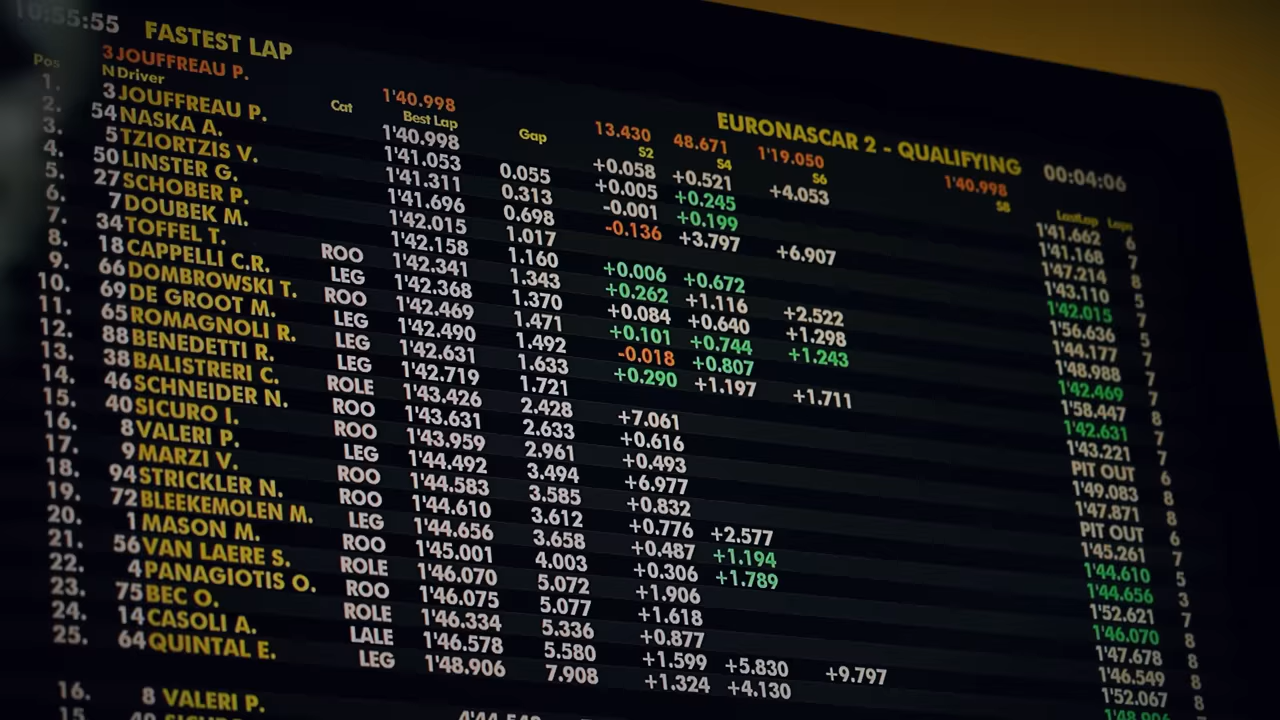 10:55:55 FASTEST LAP EURONASCAR 2 - QUALIFYING 00:04:06
3 JOUFFREAU P. 1'40.998 13.430 48.671 1'19.050 1'40.998
Pos N Driver Cat Best Lap Gap S2 S4 S6 S8 LastLap Laps
1. 3 JOUFFREAU P. 1'40.998 +0.058 +0.521 +4.053 1'41.662 6
2. 54 NASKA A. 1'41.053 0.055 +0.005 +0.245 1'41.168 7
3. 5 TZIORTZIS V. 1'41.311 0.313 -0.001 +0.199 1'47.214 8
4. 50 LINSTER G. 1'41.696 0.698 -0.136 +3.797 +6.907 1'43.110 5
5. 27 SCHOBER P. 1'42.015 1.017 1'42.015 7
6. 7 DOUBEK M. 1'42.158 1.160 +0.006 +0.672 1'56.636 5
7. 34 TOFFEL T. ROO 1'42.341 1.343 +0.262 +1.116 +2.522 1'44.177 7
8. 18 CAPPELLI C.R. LEG 1'42.368 1.370 +0.084 +0.640 +1.298 1'48.988 7
9. 66 DOMBROWSKI T. ROO 1'42.469 1.471 +0.101 +0.744 +1.243 1'42.469 7
10. 69 DE GROOT M. LEG 1'42.490 1.492 -0.018 +0.807 1'58.447 8
11. 65 ROMAGNOLI R. LEG 1'42.631 1.633 +0.290 +1.197 +1.711 1'42.631 7
12. 88 BENEDETTI R. LEG 1'42.719 1.721 1'43.221 7
13. 38 BALISTRERI C. ROLE 1'43.426 2.428 +7.061 PIT OUT 6
14. 46 SCHNEIDER N. ROO 1'43.631 2.633 +0.616 1'49.083 8
15. 40 SICURO I. ROO 1'43.959 2.961 +0.493 1'47.871 8
16. 8 VALERI P. LEG 1'44.492 3.494 +6.977 PIT OUT 6
17. 9 MARZI V. ROO 1'44.583 3.585 +0.832 1'45.261 7
18. 94 STRICKLER N. ROO 1'44.610 3.612 +0.776 +2.577 1'44.610 5
19. 72 BLEEKEMOLEN M. LEG 1'44.656 3.658 +0.487 +1.194 1'44.656 3
20. 1 MASON M. ROO 1'45.001 4.003 +0.306 +1.789 1'52.621 7
21. 56 VAN LAERE S. ROLE 1'46.070 5.072 +1.906 1'46.070 8
22. 4 PANAGIOTIS O. ROO 1'46.075 5.077 +1.618 1'47.678 8
23. 75 BEC O. ROLE 1'46.334 5.336 +0.877 1'46.549 8
24. 14 CASOLI A. LALE 1'46.578 5.580 +1.599 +5.830 +9.797 1'52.067 8
25. 64 QUINTAL E. LEG 1'48.906 7.908 +1.324 +4.130 1'48.906
16. 8 VALERI P.
15.